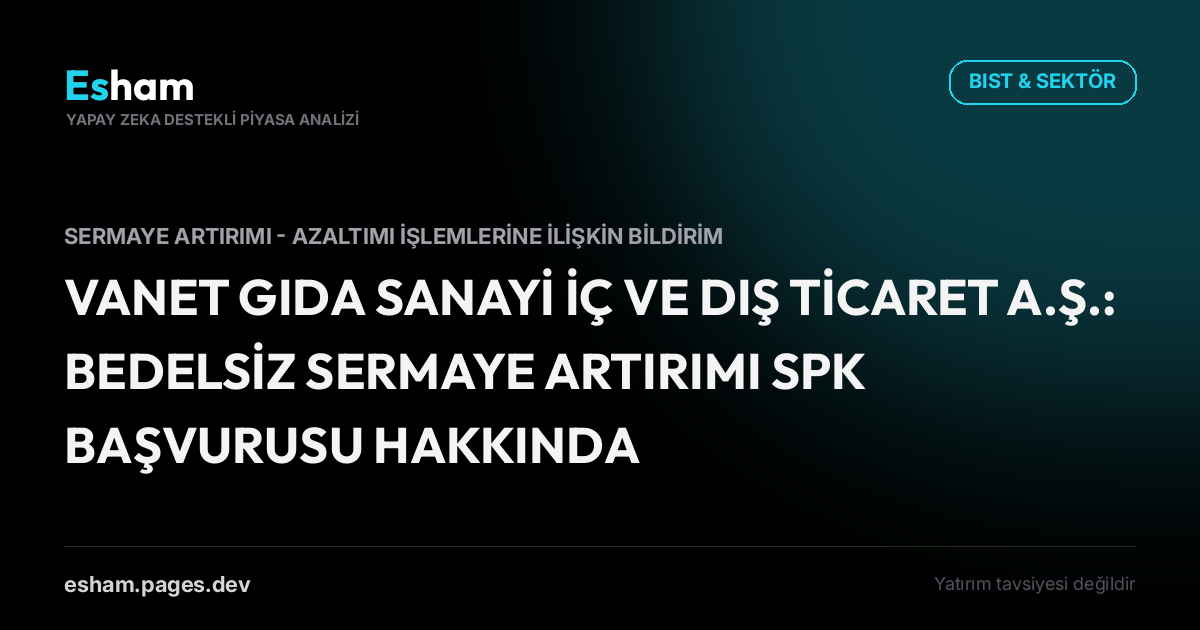 Esham
YAPAY ZEKA DESTEKLİ PİYASA ANALİZİ
BIST & SEKTÖR
SERMAYE ARTIRIMI - AZALTIMI İŞLEMLERİNE İLİŞKİN BİLDİRİM
VANET GIDA SANAYİ İÇ VE DIŞ TİCARET A.Ş.:
BEDELSİZ SERMAYE ARTIRIMI SPK
BAŞVURUSU HAKKINDA
esham.pages.dev
Yatırım tavsiyesi değildir